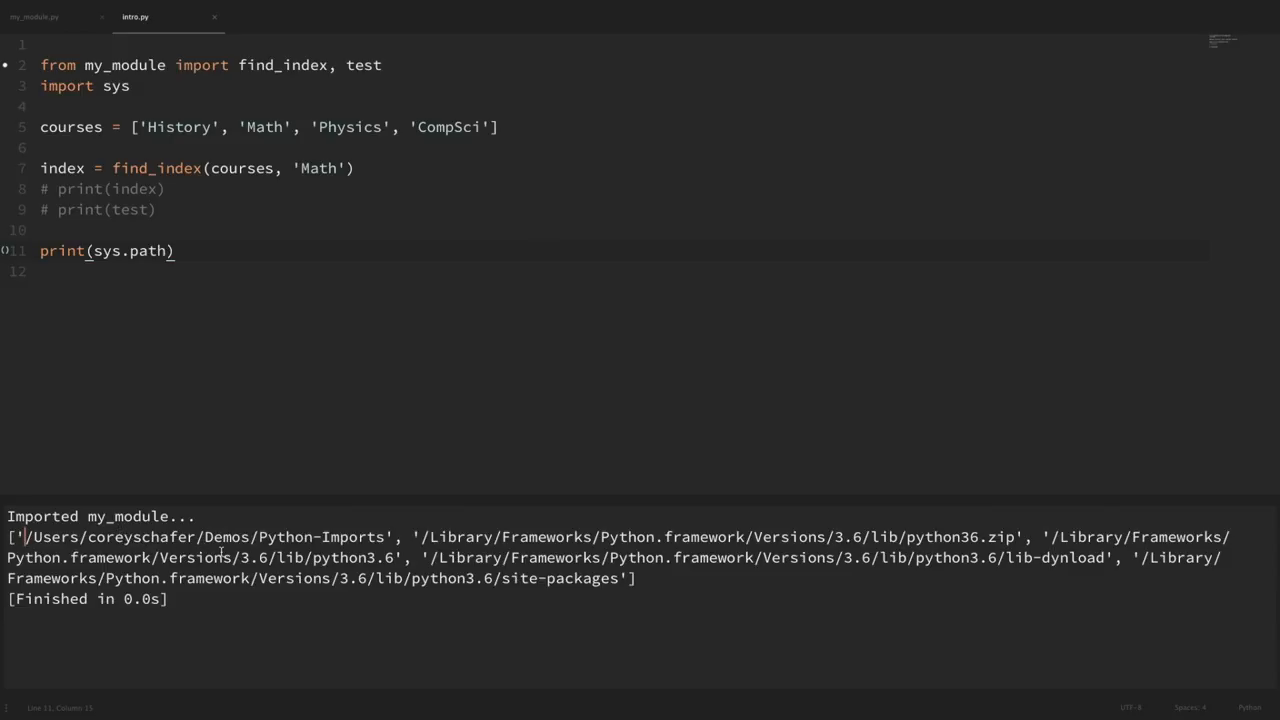 my_module.py × intro.py ×
1
2 from my_module import find_index, test
3 import sys
4
5 courses = ['History', 'Math', 'Physics', 'CompSci']
6
7 index = find_index(courses, 'Math')
8 # print(index)
9 # print(test)
10
()11 print(sys.path)
12
Imported my_module...
['/Users/coreyschafer/Demos/Python-Imports', '/Library/Frameworks/Python.framework/Versions/3.6/lib/python36.zip', '/Library/Frameworks/
Python.framework/Versions/3.6/lib/python3.6', '/Library/Frameworks/Python.framework/Versions/3.6/lib/python3.6/lib-dynload', '/Library/
Frameworks/Python.framework/Versions/3.6/lib/python3.6/site-packages']
[Finished in 0.0s]
Line 11, Column 15 UTF-8 Spaces: 4 Python